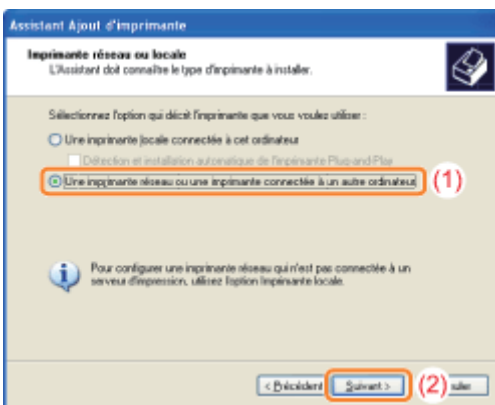 Assistant Ajout d'imprimante
Imprimante réseau ou locale
L'Assistant doit connaître le type d'imprimante à installer.
Sélectionnez l'option qui décrit l'imprimante que vous voulez utiliser :
Une imprimante locale connectée à cet ordinateur
Détection et installation automatique de l'imprimante Plug-and-Play
Une imprimante réseau ou une imprimante connectée à un autre ordinateur
(1)
Pour configurer une imprimante réseau qui n'est pas connectée à un
serveur d'impression, utilisez l'option Imprimante locale.
< Précédent Suivant > (2) uler